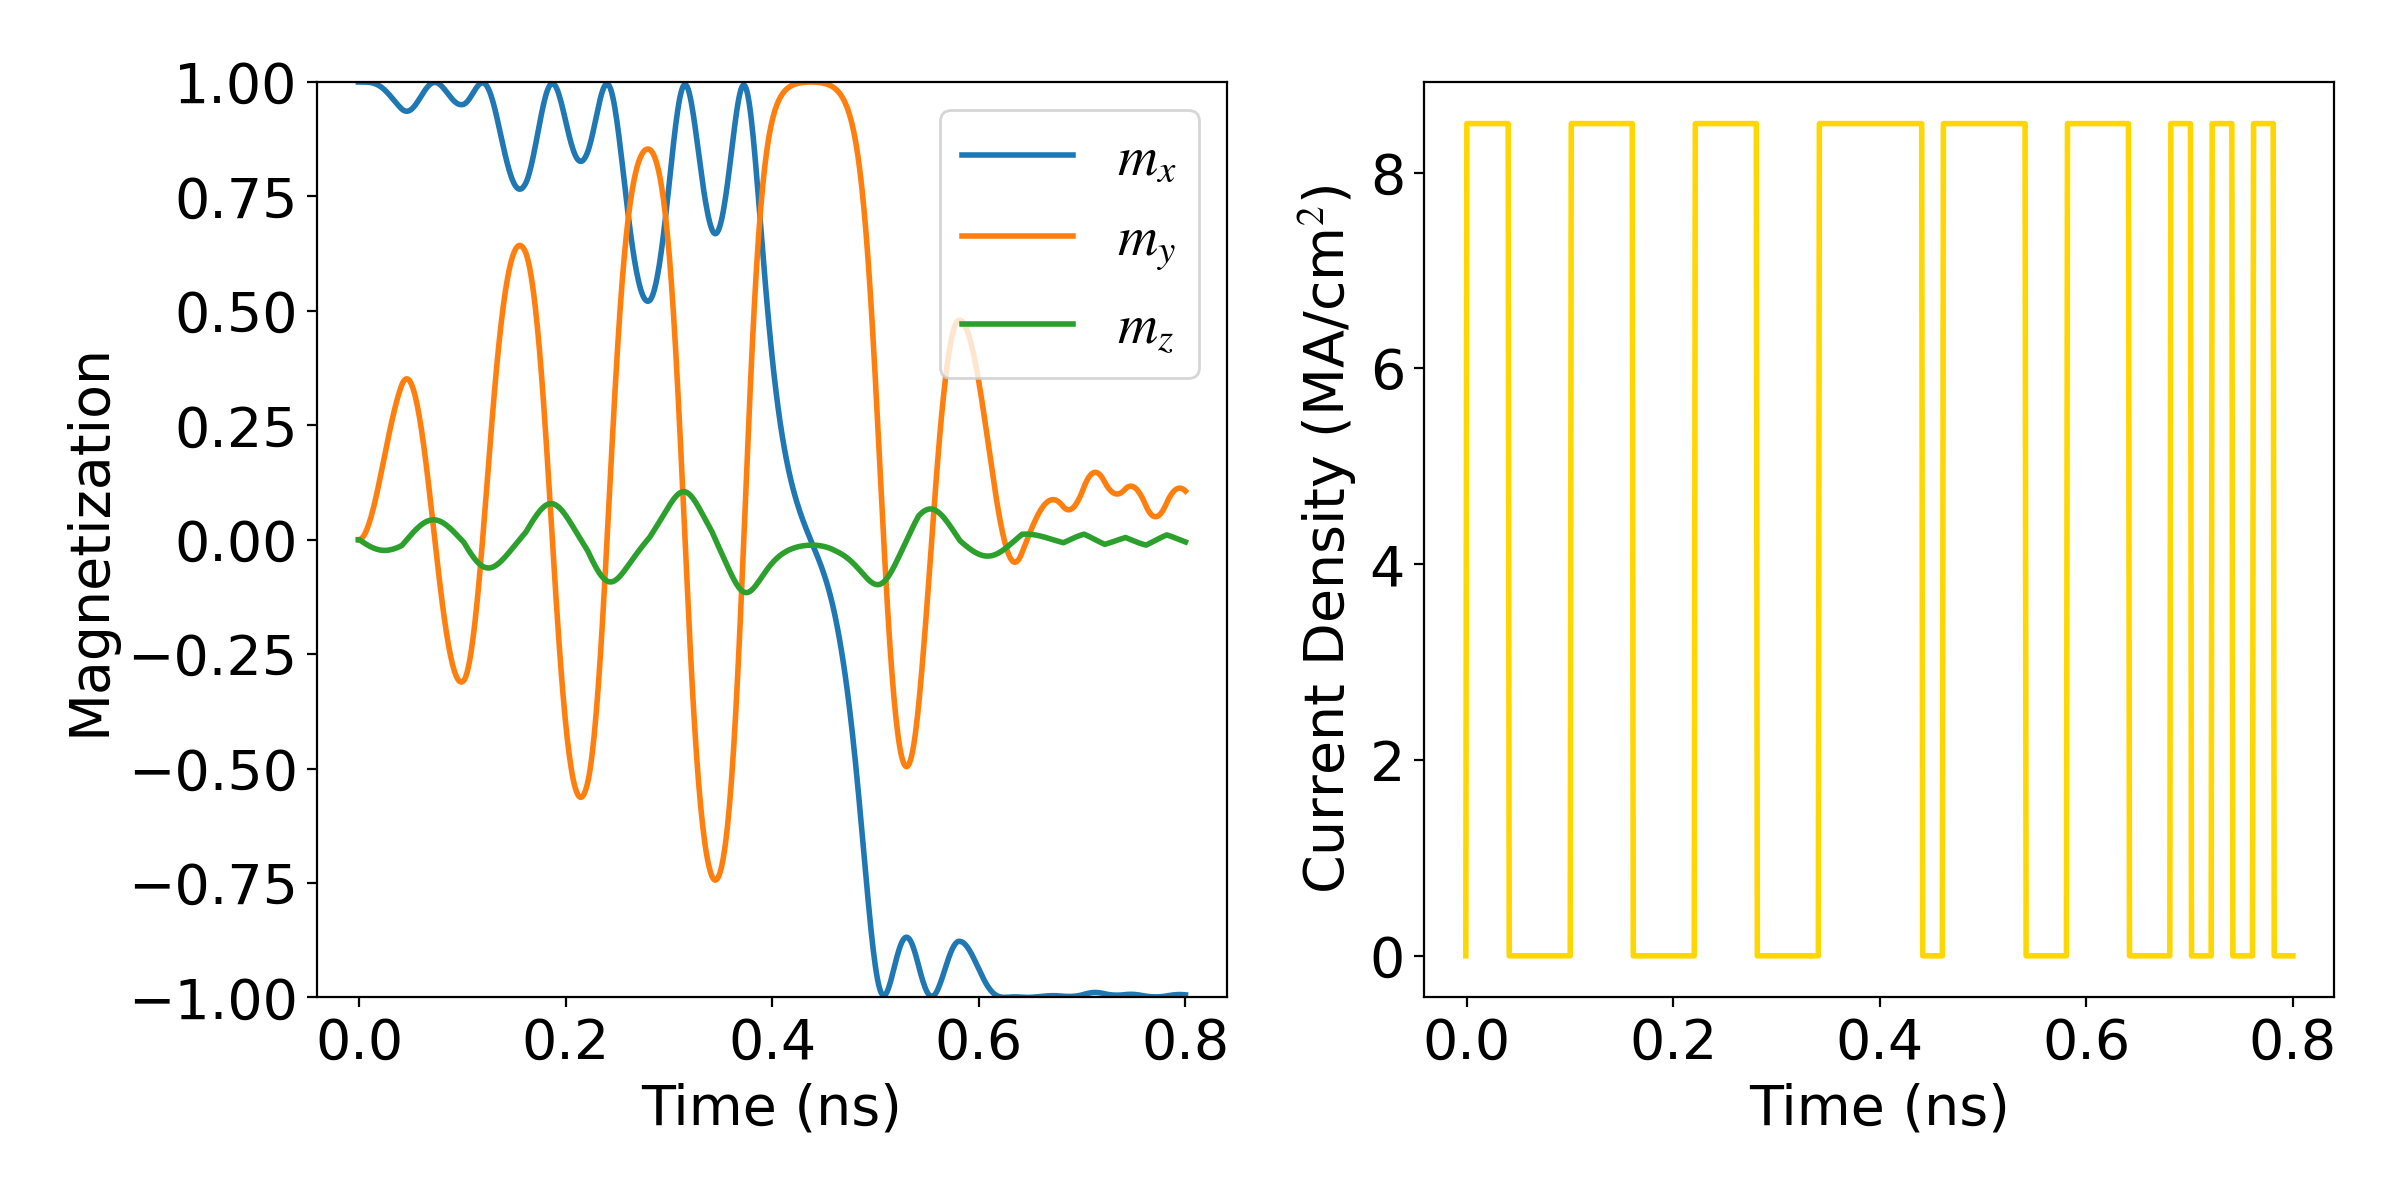 1.00
0.75
0.50
0.25
0.00
−0.25
−0.50
−0.75
−1.00
Magnetization
0.0 0.2 0.4 0.6 0.8
Time (ns)
mₓ
m_y
m_z
8
6
4
2
0
Current Density (MA/cm²)
0.0 0.2 0.4 0.6 0.8
Time (ns)